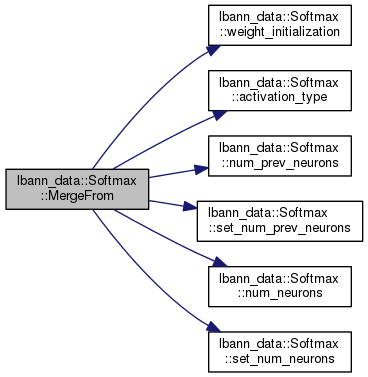 lbann_data::Softmax
::weight_initialization
lbann_data::Softmax
::activation_type
lbann_data::Softmax
::num_prev_neurons
lbann_data::Softmax
::MergeFrom
lbann_data::Softmax
::set_num_prev_neurons
lbann_data::Softmax
::num_neurons
lbann_data::Softmax
::set_num_neurons